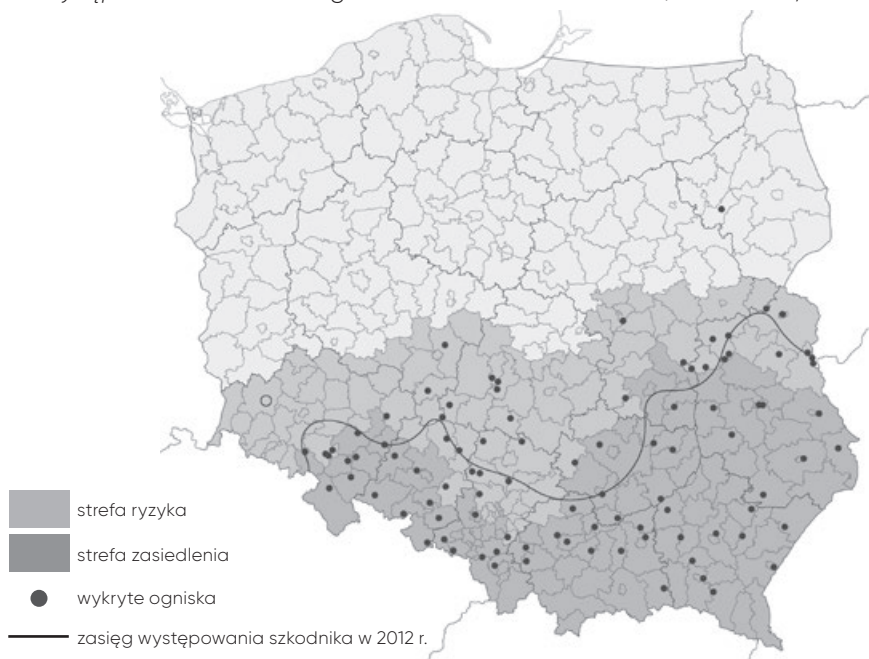 strefa ryzyka
strefa zasiedlenia
wykryte ogniska
zasięg występowania szkodnika w 2012 r.